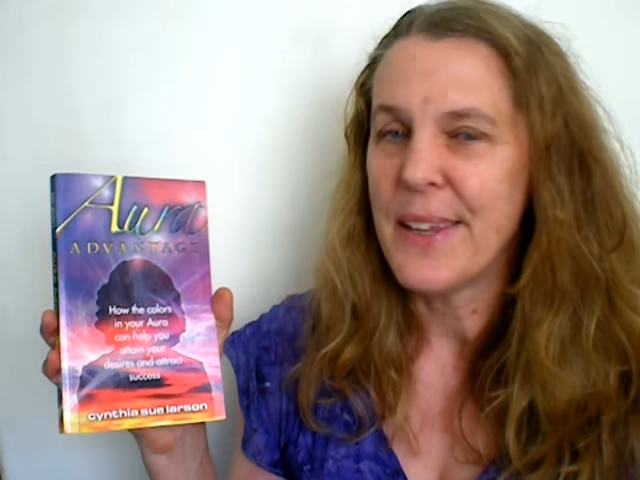 Aura
ADVANTAGE
How the colors
in your Aura
can help you
attain your
desires and attract
success
cynthia sue larson